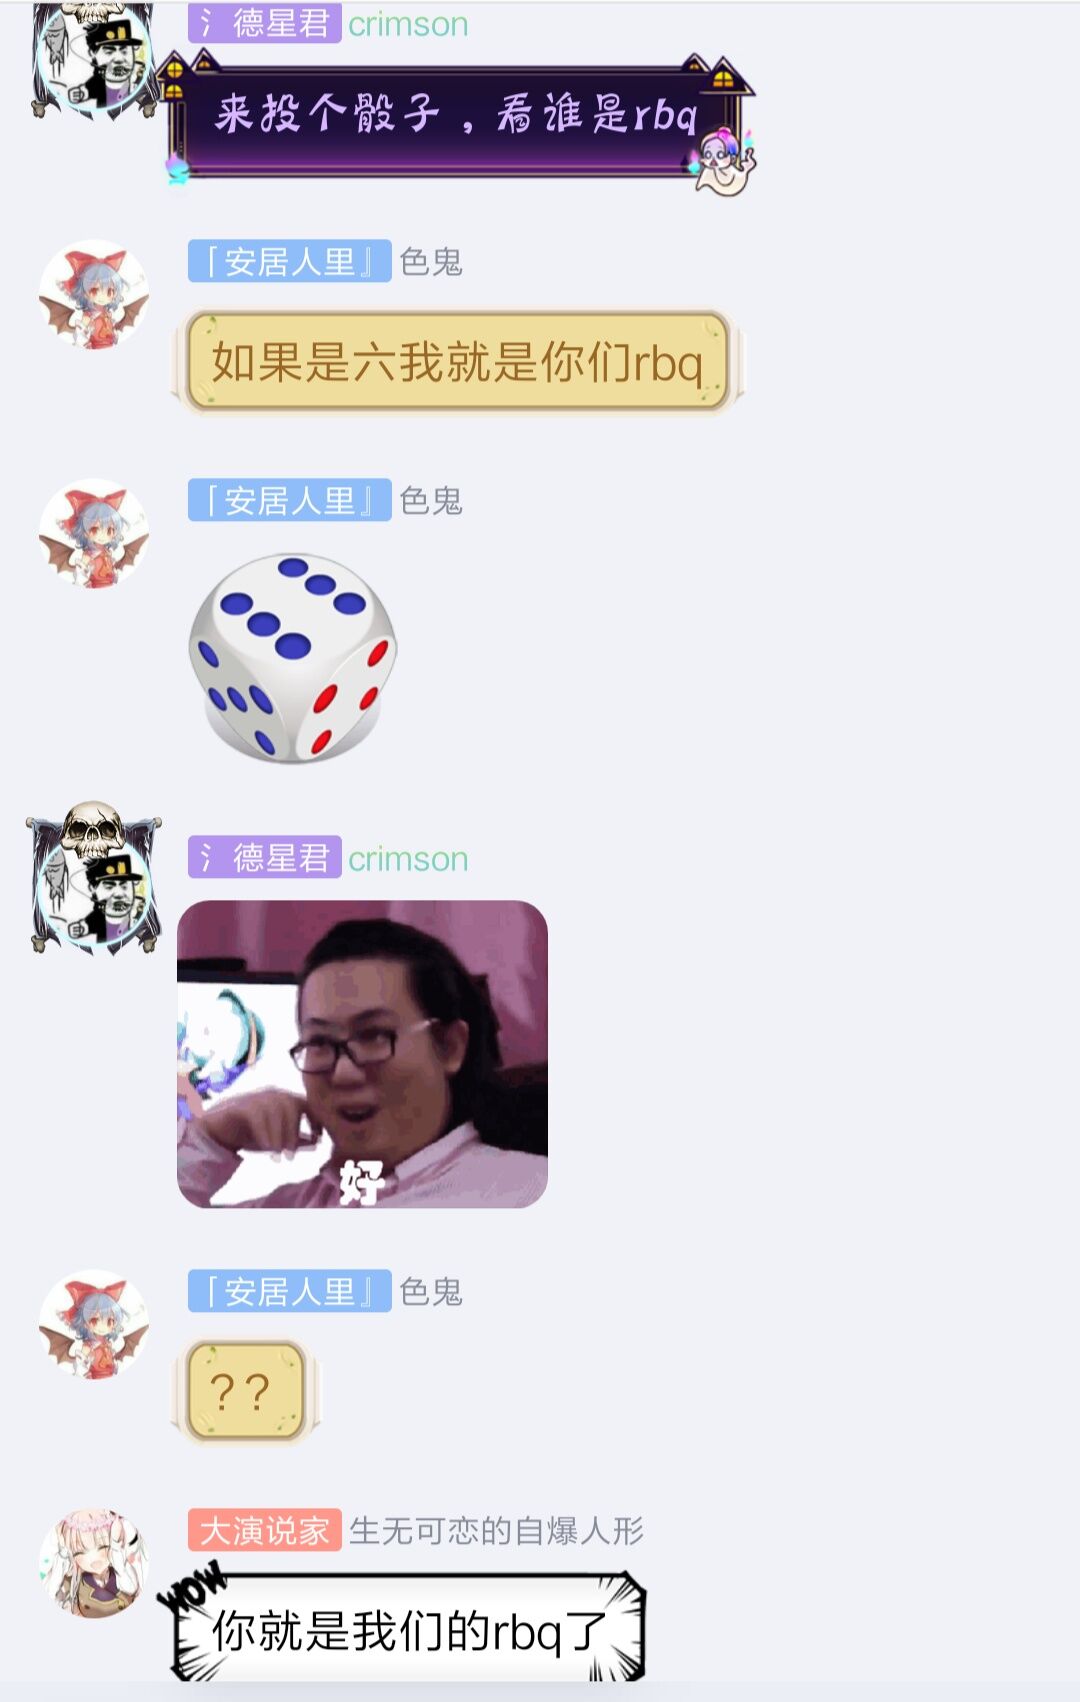 氵德星君 crimson
来投个骰子，看谁是rbq
「安居人里』 色鬼
如果是六我就是你们rbq
「安居人里』 色鬼
氵德星君 crimson
好
「安居人里』 色鬼
？？
大演说家 生无可恋的自爆人形
WOW
你就是我们的rbq了